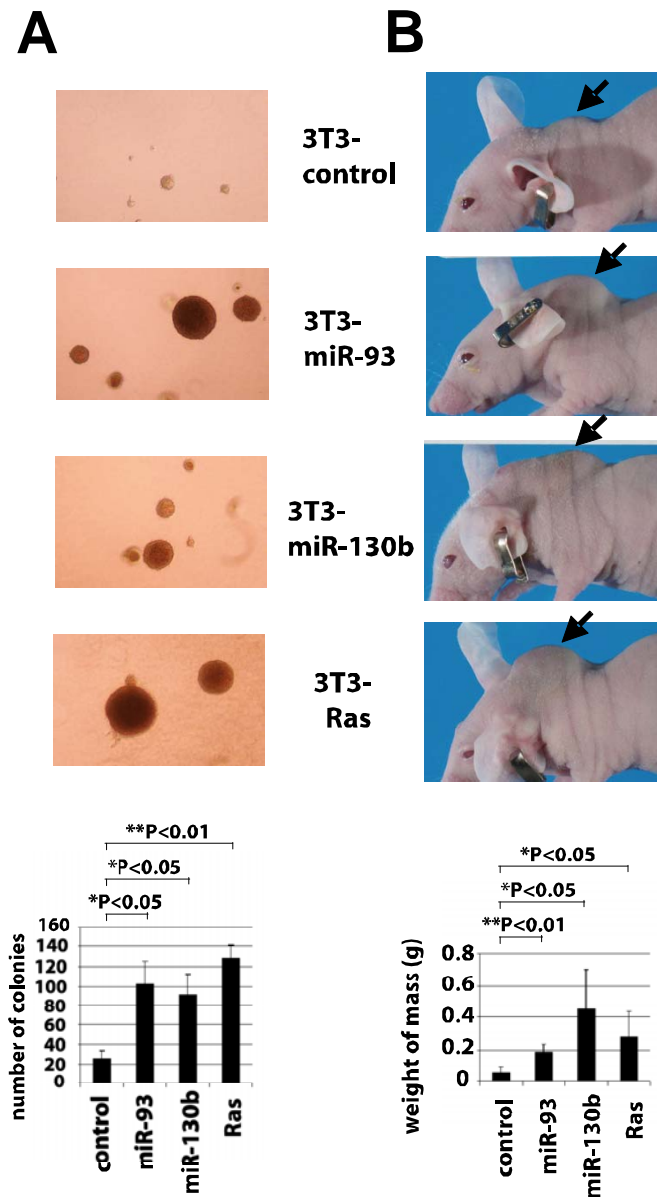 A
B
3T3-
control
3T3-
miR-93
3T3-
miR-130b
3T3-
Ras
**P<0.01
*P<0.05
*P<0.05
number of colonies
160
140
120
100
80
60
40
20
0
control
miR-93
miR-130b
Ras
*P<0.05
*P<0.05
**P<0.01
weight of mass (g)
0.8
0.6
0.4
0.2
0
control
miR-93
miR-130b
Ras